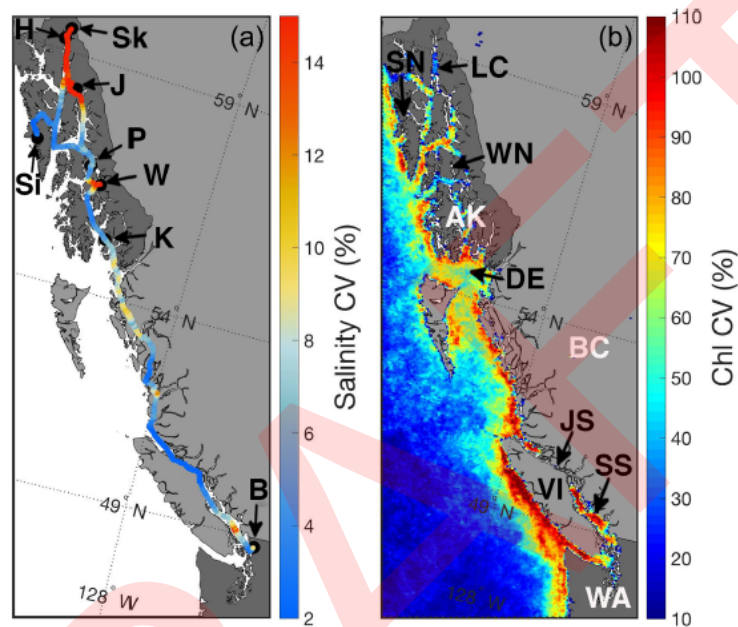 (a)
H
Sk
J
P
W
Si
K
B
59
N
54
N
49
N
128
W
14
12
10
8
6
4
2
Salinity CV (%)
(b)
SN
LC
WN
AK
DE
BC
JS
SS
VI
WA
59
N
54
N
49
N
128
W
110
100
90
80
70
60
50
40
30
20
10
Chl CV (%)